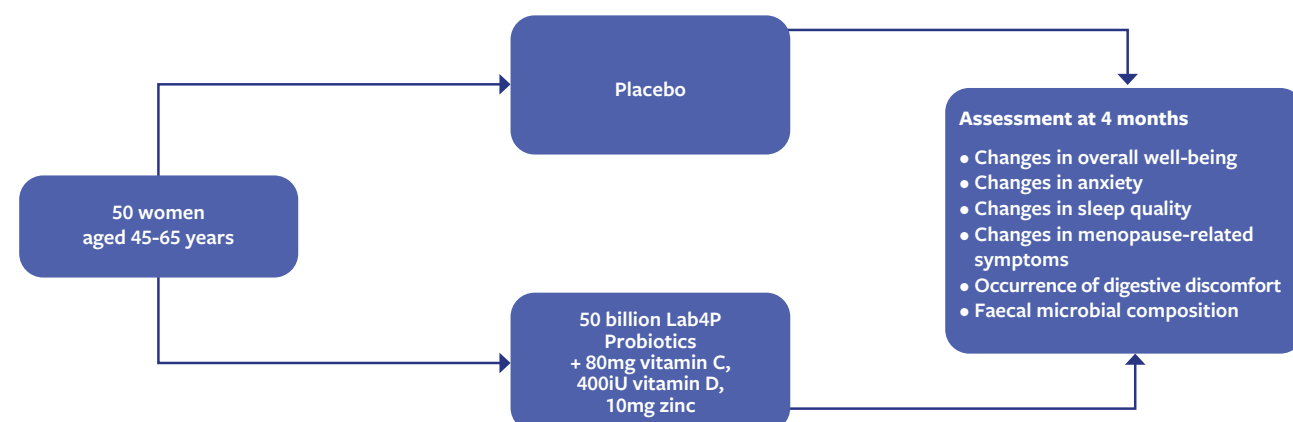 Placebo
50 women
aged 45-65 years
50 billion Lab4P
Probiotics
+ 80mg vitamin C,
400iU vitamin D,
10mg zinc
Assessment at 4 months
● Changes in overall well-being
● Changes in anxiety
● Changes in sleep quality
● Changes in menopause-related
symptoms
● Occurrence of digestive discomfort
● Faecal microbial composition